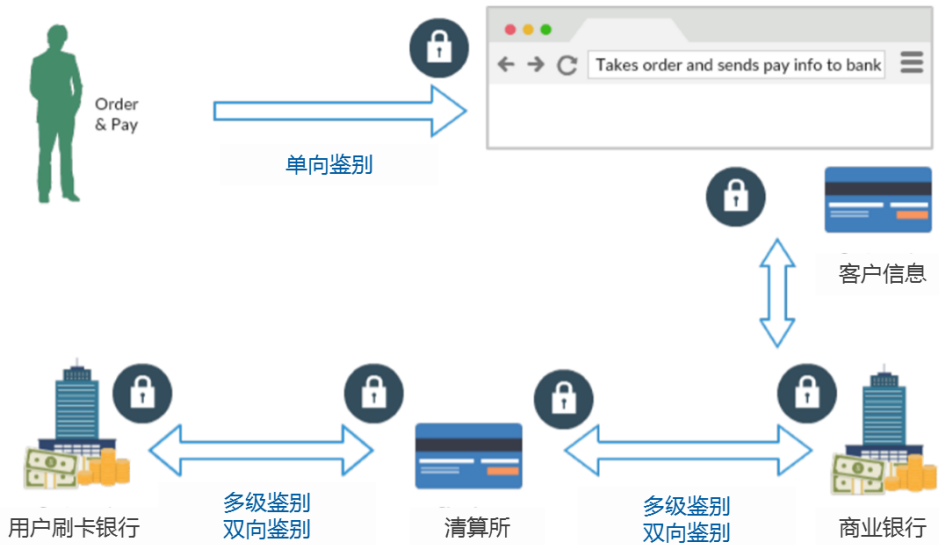 Takes order and sends pay info to bank
Order
& Pay
单向鉴别
客户信息
多级鉴别
双向鉴别
多级鉴别
双向鉴别
用户刷卡银行
清算所
商业银行